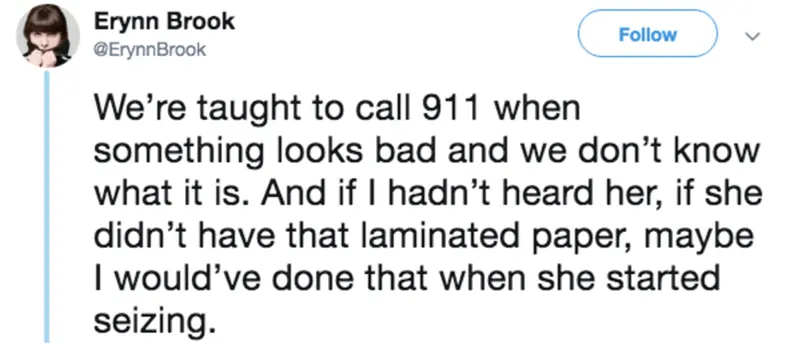 Erynn Brook
@ErynnBrook
Follow
We’re taught to call 911 when
something looks bad and we don’t know
what it is. And if I hadn’t heard her, if she
didn’t have that laminated paper, maybe
I would’ve done that when she started
seizing.